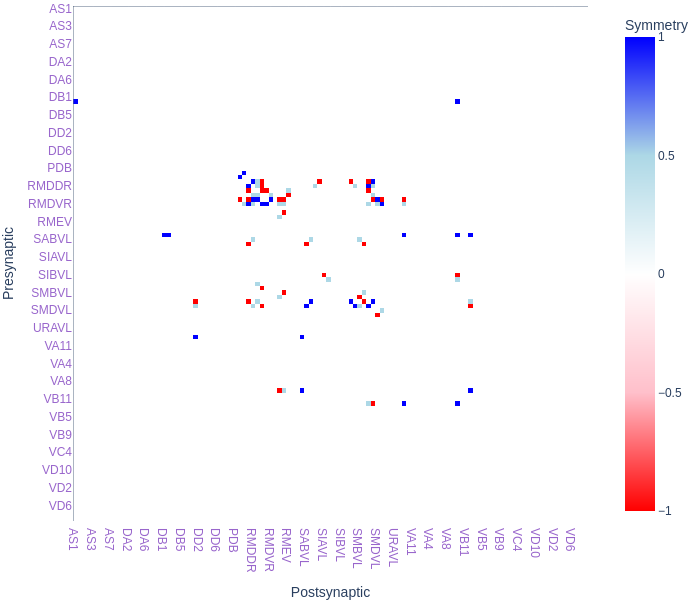 Symmetry
1
0.5
0
−0.5
−1
Presynaptic
AS1
AS3
AS7
DA2
DA6
DB1
DB5
DD2
DD6
PDB
RMDDR
RMDVR
RMEV
SABVL
SIAVL
SIBVL
SMBVL
SMDVL
URAVL
VA11
VA4
VA8
VB11
VB5
VB9
VC4
VD10
VD2
VD6
AS1
AS3
AS7
DA2
DA6
DB1
DB5
DD2
DD6
PDB
RMDDR
RMDVR
RMEV
SABVL
SIAVL
SIBVL
SMBVL
SMDVL
URAVL
VA11
VA4
VA8
VB11
VB5
VB9
VC4
VD10
VD2
VD6
Postsynaptic